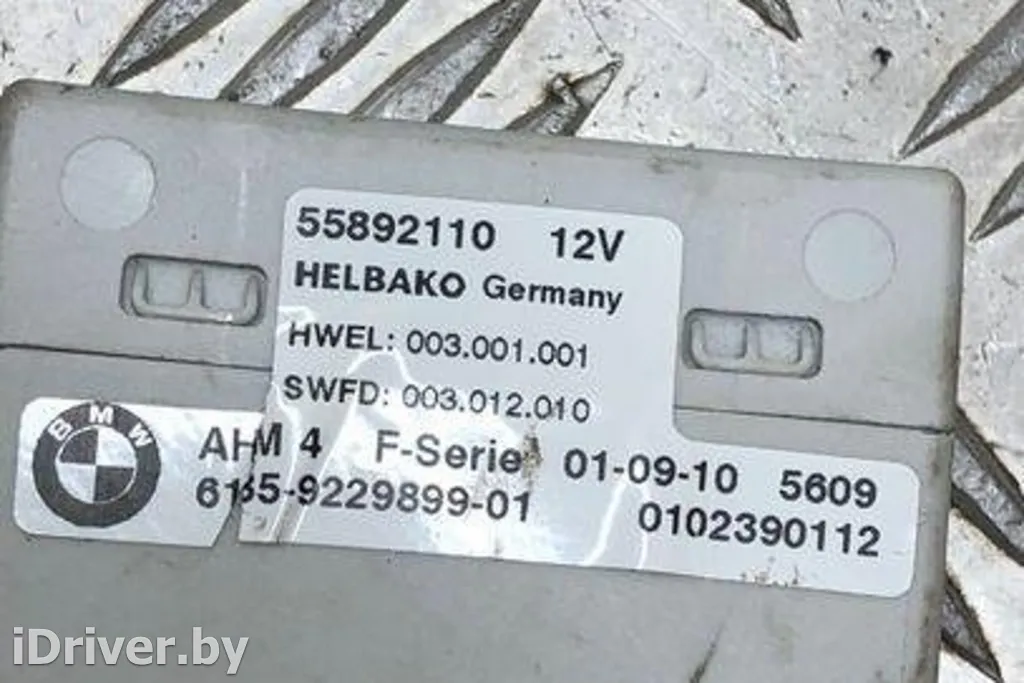 55892110 12V
HELBAKO Germany
HWEL: 003.001.001
SWFD: 003.012.010
BMW
AHM 4 F-Serie 01-09-10 5609
6135-9229899-01 0102390112
iDriver.by